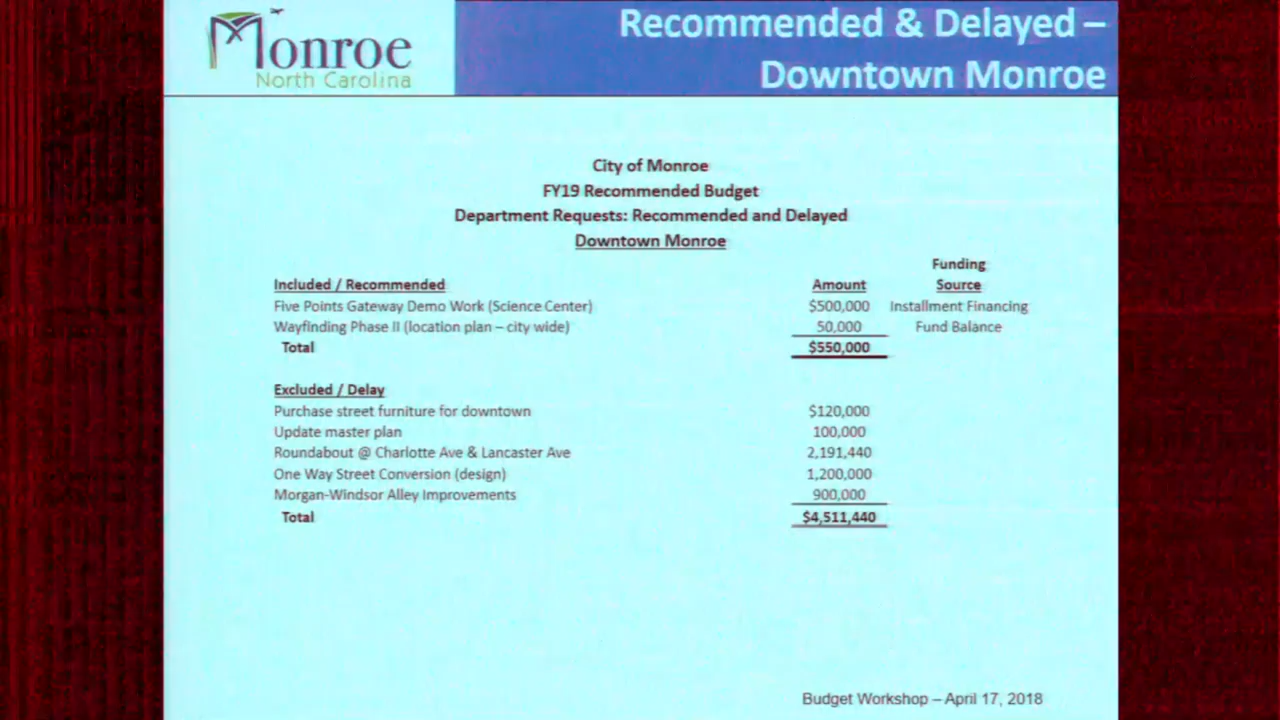 Monroe
North Carolina
Recommended & Delayed –
Downtown Monroe
City of Monroe
FY19 Recommended Budget
Department Requests: Recommended and Delayed
Downtown Monroe
Funding
Included / Recommended Amount Source
Five Points Gateway Demo Work (Science Center) $500,000 Installment Financing
Wayfinding Phase II (location plan – city wide) 50,000 Fund Balance
Total $550,000
Excluded / Delay
Purchase street furniture for downtown $120,000
Update master plan 100,000
Roundabout @ Charlotte Ave & Lancaster Ave 2,191,440
One Way Street Conversion (design) 1,200,000
Morgan-Windsor Alley Improvements 900,000
Total $4,511,440
Budget Workshop – April 17, 2018